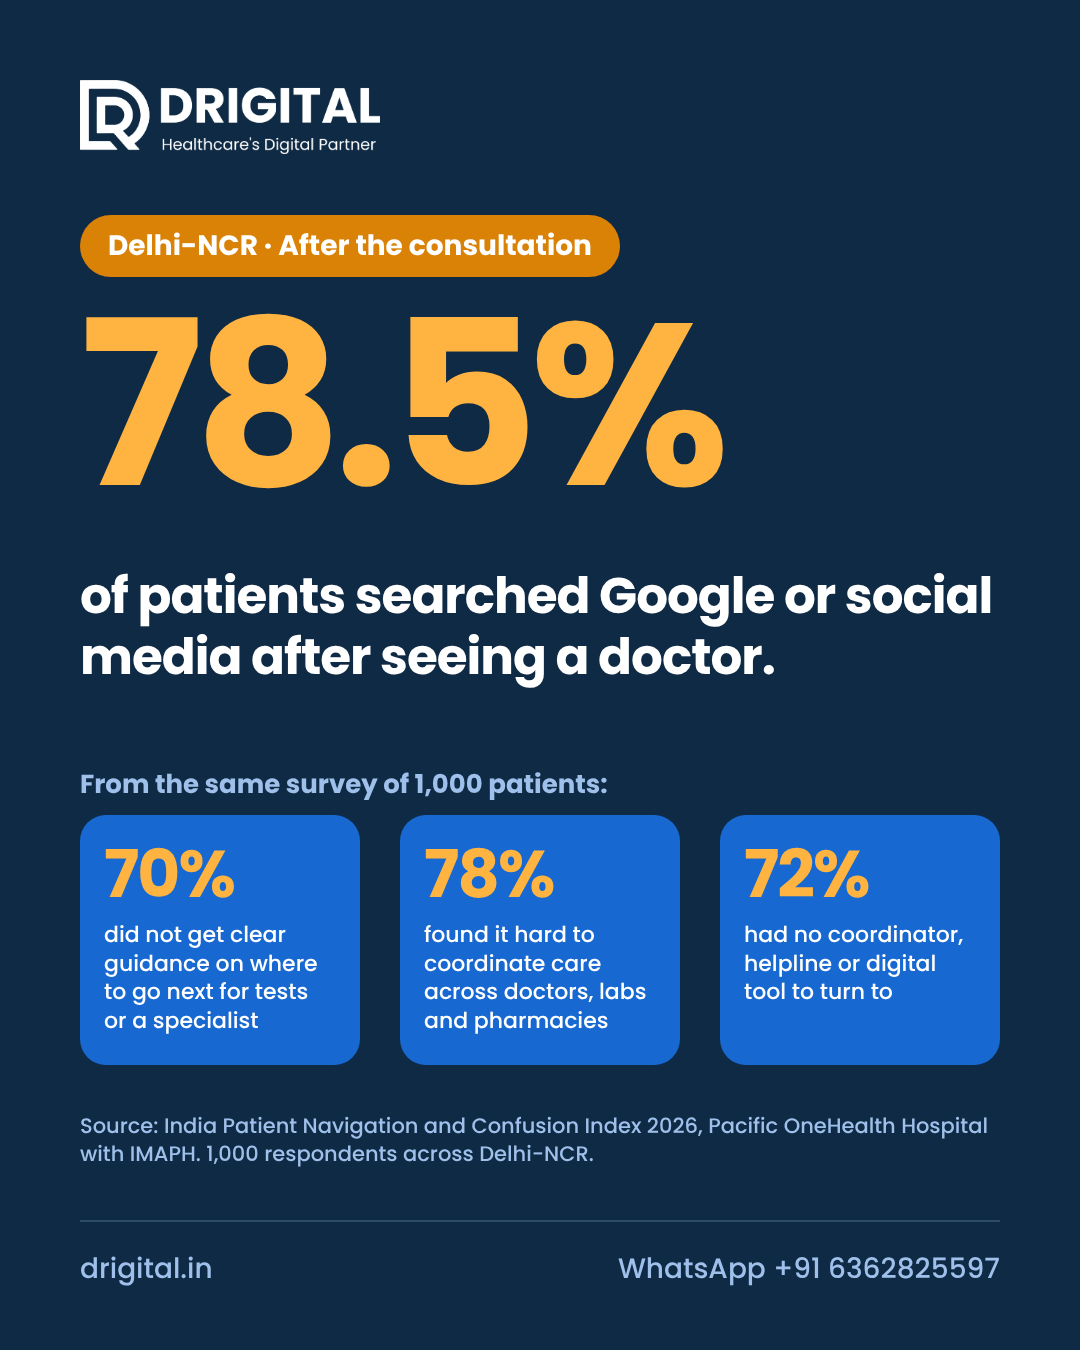 DRIGITAL
Healthcare's Digital Partner
Delhi-NCR · After the consultation
78.5%
of patients searched Google or social
media after seeing a doctor.
From the same survey of 1,000 patients:
70%
did not get clear
guidance on where
to go next for tests
or a specialist
78%
found it hard to
coordinate care
across doctors, labs
and pharmacies
72%
had no coordinator,
helpline or digital
tool to turn to
Source: India Patient Navigation and Confusion Index 2026, Pacific OneHealth Hospital
with IMAPH. 1,000 respondents across Delhi-NCR.
drigital.in
WhatsApp +91 6362825597